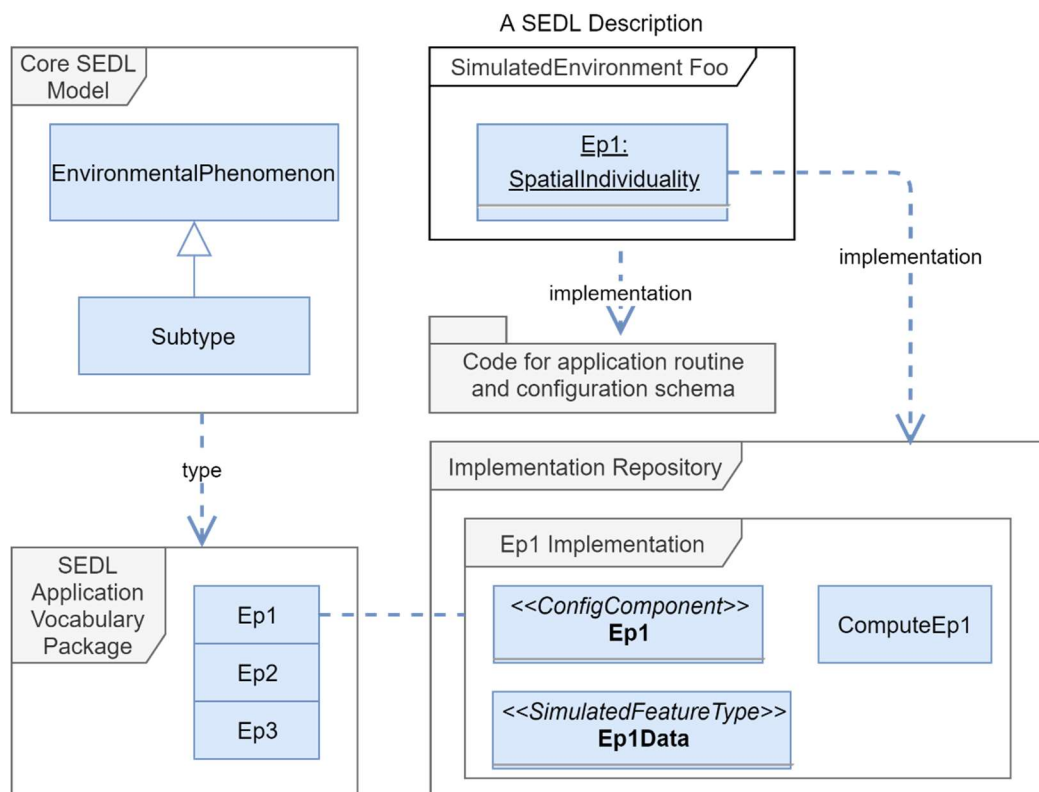 A SEDL Description
Core SEDL
Model
EnvironmentalPhenomenon
Subtype
type
SimulatedEnvironment Foo
Ep1:
SpatialIndividuality
implementation
implementation
Code for application routine
and configuration schema
SEDL
Application
Vocabulary
Package
Ep1
Ep2
Ep3
Implementation Repository
Ep1 Implementation
<<ConfigComponent>>
Ep1
ComputeEp1
<<SimulatedFeatureType>>
Ep1Data